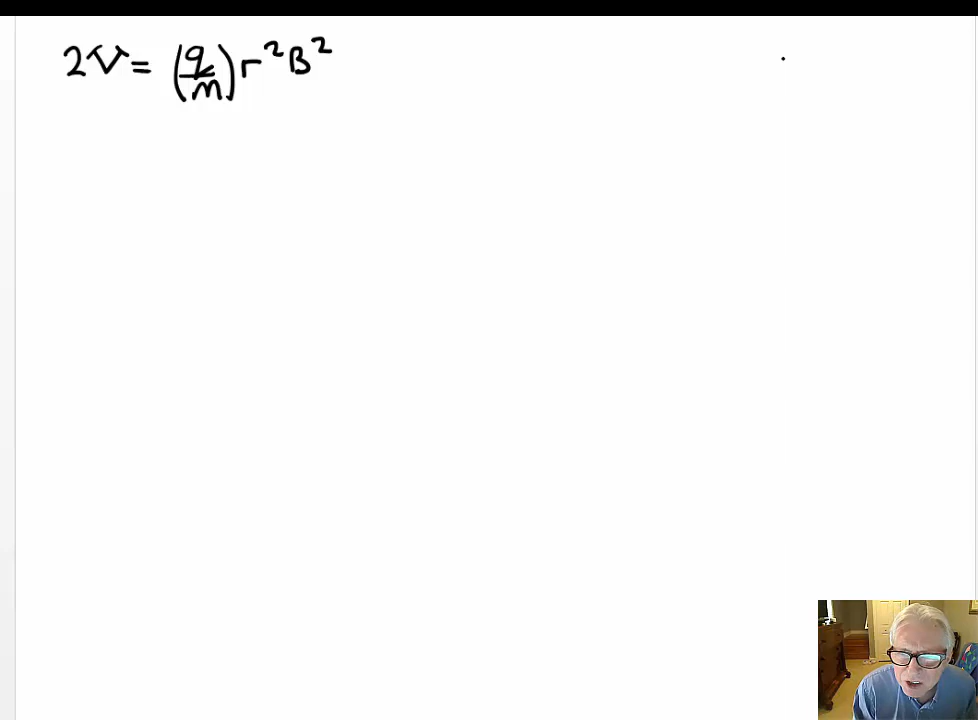 2V = (q/m) r²B²